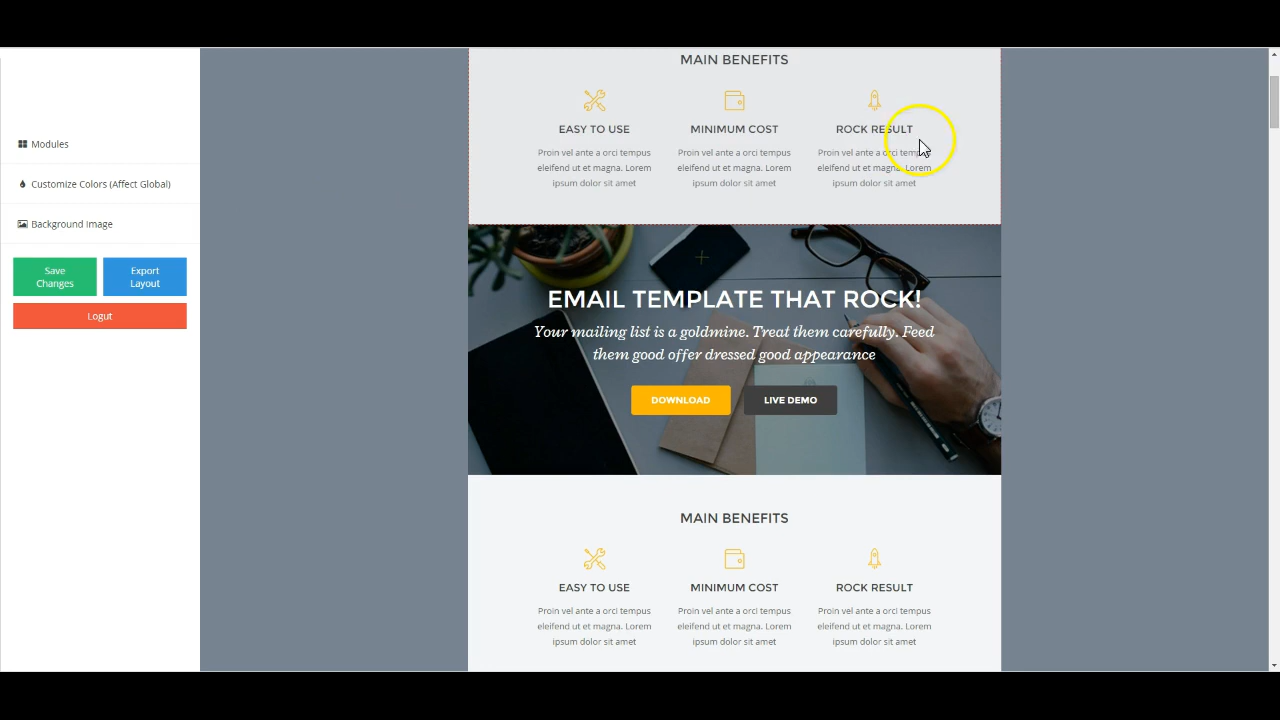 Modules
Customize Colors (Affect Global)
Background Image
Save
Changes
Export
Layout
Logut
MAIN BENEFITS
EASY TO USE
Proin vel ante a orci tempus
eleifend ut et magna. Lorem
ipsum dolor sit amet
MINIMUM COST
Proin vel ante a orci tempus
eleifend ut et magna. Lorem
ipsum dolor sit amet
ROCK RESULT
Proin vel ante a orci tempus
eleifend ut et magna. Lorem
ipsum dolor sit amet
EMAIL TEMPLATE THAT ROCK!
Your mailing list is a goldmine. Treat them carefully. Feed
them good offer dressed good appearance
DOWNLOAD
LIVE DEMO
MAIN BENEFITS
EASY TO USE
Proin vel ante a orci tempus
eleifend ut et magna. Lorem
ipsum dolor sit amet
MINIMUM COST
Proin vel ante a orci tempus
eleifend ut et magna. Lorem
ipsum dolor sit amet
ROCK RESULT
Proin vel ante a orci tempus
eleifend ut et magna. Lorem
ipsum dolor sit amet